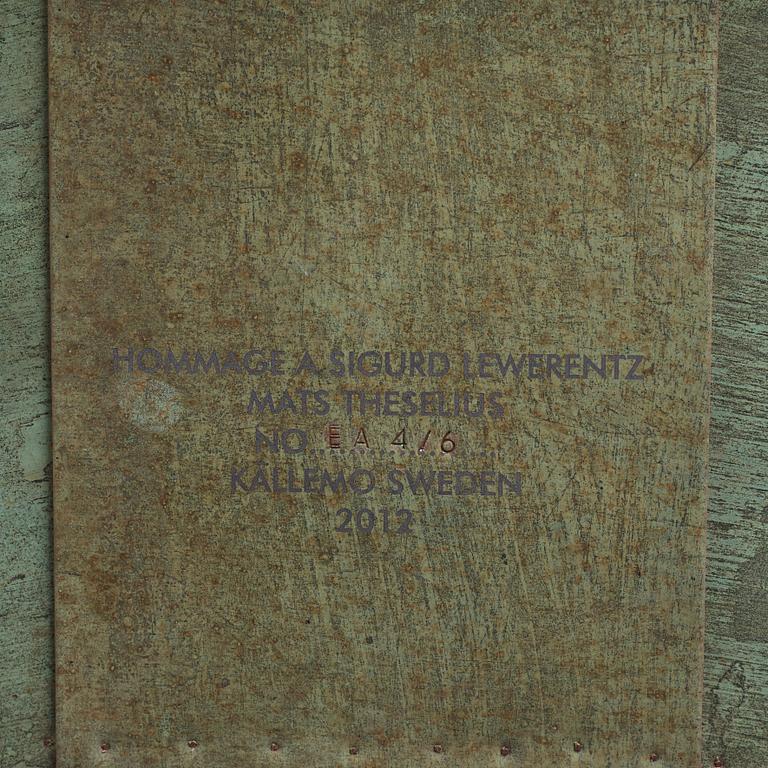 HOMMAGE A SIGURD LEWERENTZ
MATS THESELIUS
NO EA 4/6
KÄLLEMO SWEDEN
2012